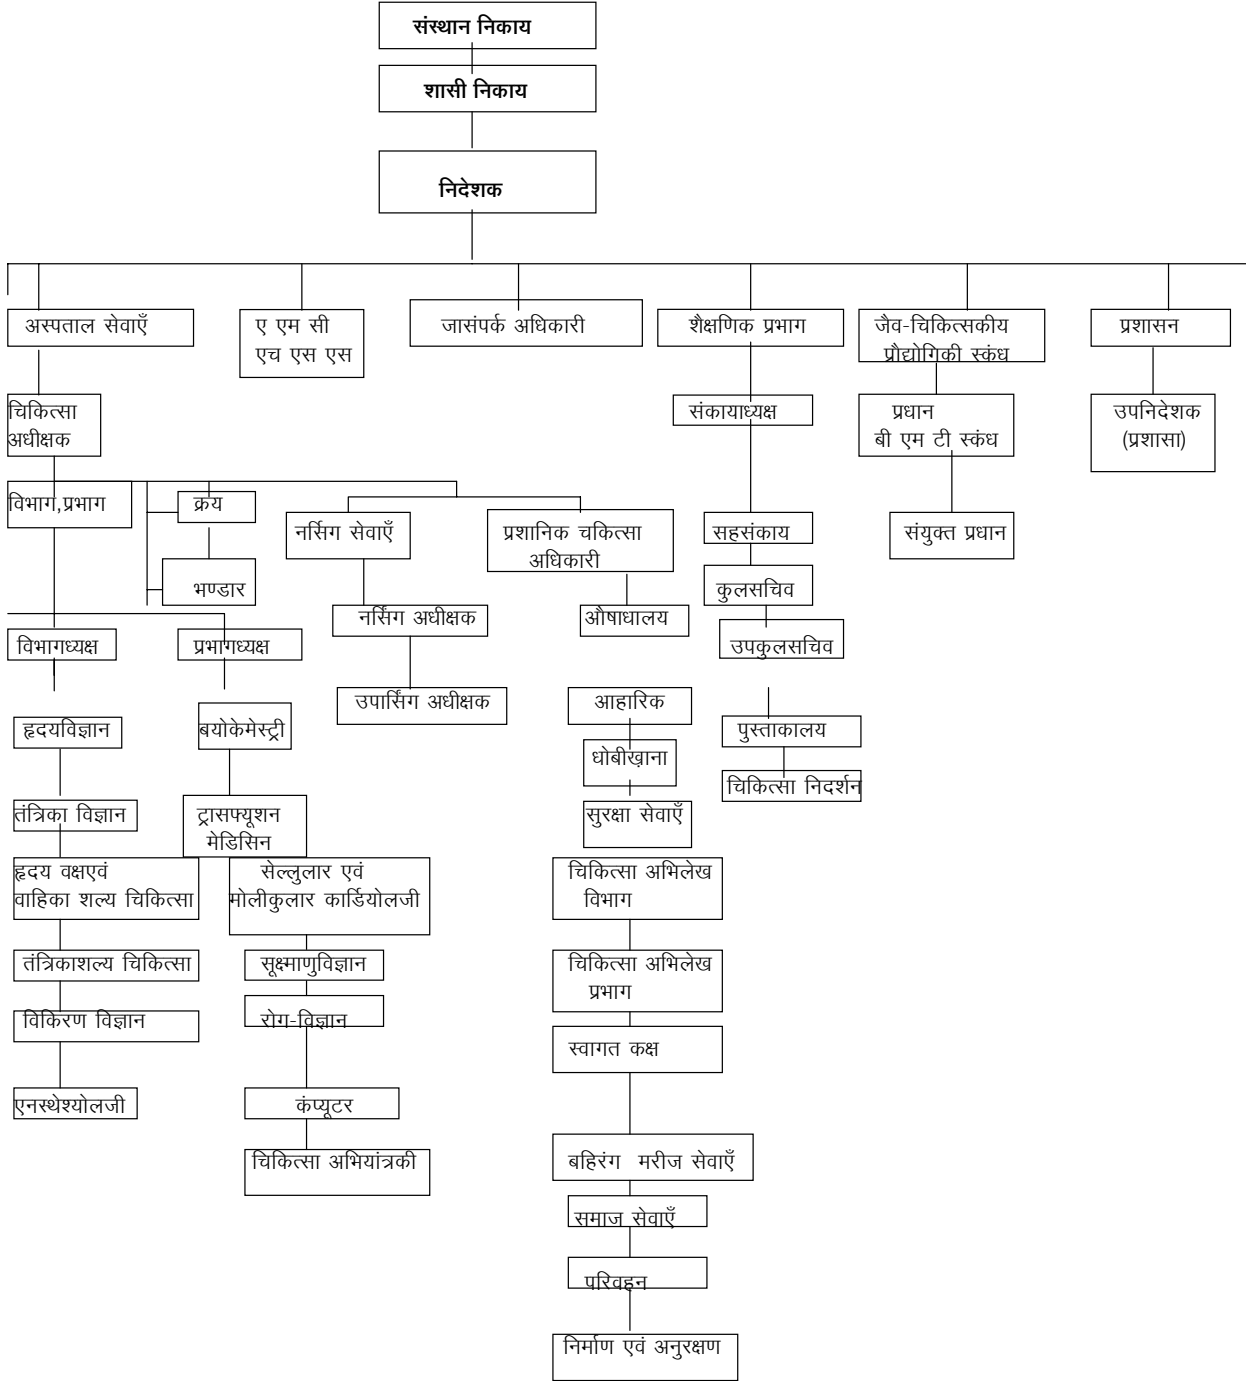 संस्थान निकाय
शासी निकाय
निदेशक
अस्पताल सेवाएँ
ए एम सी
एच एस एस
जासंपर्क अधिकारी
शैक्षणिक प्रभाग
जैव-चिकित्सकीय
प्रौद्योगिकी स्कंध
प्रशासन
चिकित्सा
अधीक्षक
संकायाध्यक्ष
प्रधान
बी एम टी स्कंध
उपनिदेशक
(प्रशासा)
विभाग,प्रभाग
क्रय
नर्सिग सेवाएँ
प्रशानिक चकित्सा
अधिकारी
सहसंकाय
संयुक्त प्रधान
भण्डार
कुलसचिव
नर्सिंग अधीक्षक
औषाधालय
विभागध्यक्ष
प्रभागध्यक्ष
उपकुलसचिव
उपार्सिंग अधीक्षक
आहारिक
हृदयविज्ञान
बयोकेमेस्ट्री
पुस्ताकालय
धोबीख़ाना
चिकित्सा निदर्शन
तंत्रिका विज्ञान
ट्रासफ्यूशन
मेडिसिन
सुरक्षा सेवाएँ
हृदय वक्षएवं
वाहिका शल्य चिकित्सा
सेल्लुलार एवं
मोलीकुलार कार्डियोलजी
चिकित्सा अभिलेख
विभाग
तंत्रिकाशल्य चिकित्सा
सूक्ष्माणुविज्ञान
चिकित्सा अभिलेख
प्रभाग
विकिरण विज्ञान
रोग-विज्ञान
स्वागत कक्ष
एनस्थेश्योलजी
कंप्यूटर
चिकित्सा अभियांत्रकी
बहिरंग मरीज सेवाएँ
समाज सेवाएँ
परिवहन
निर्माण एवं अनुरक्षण